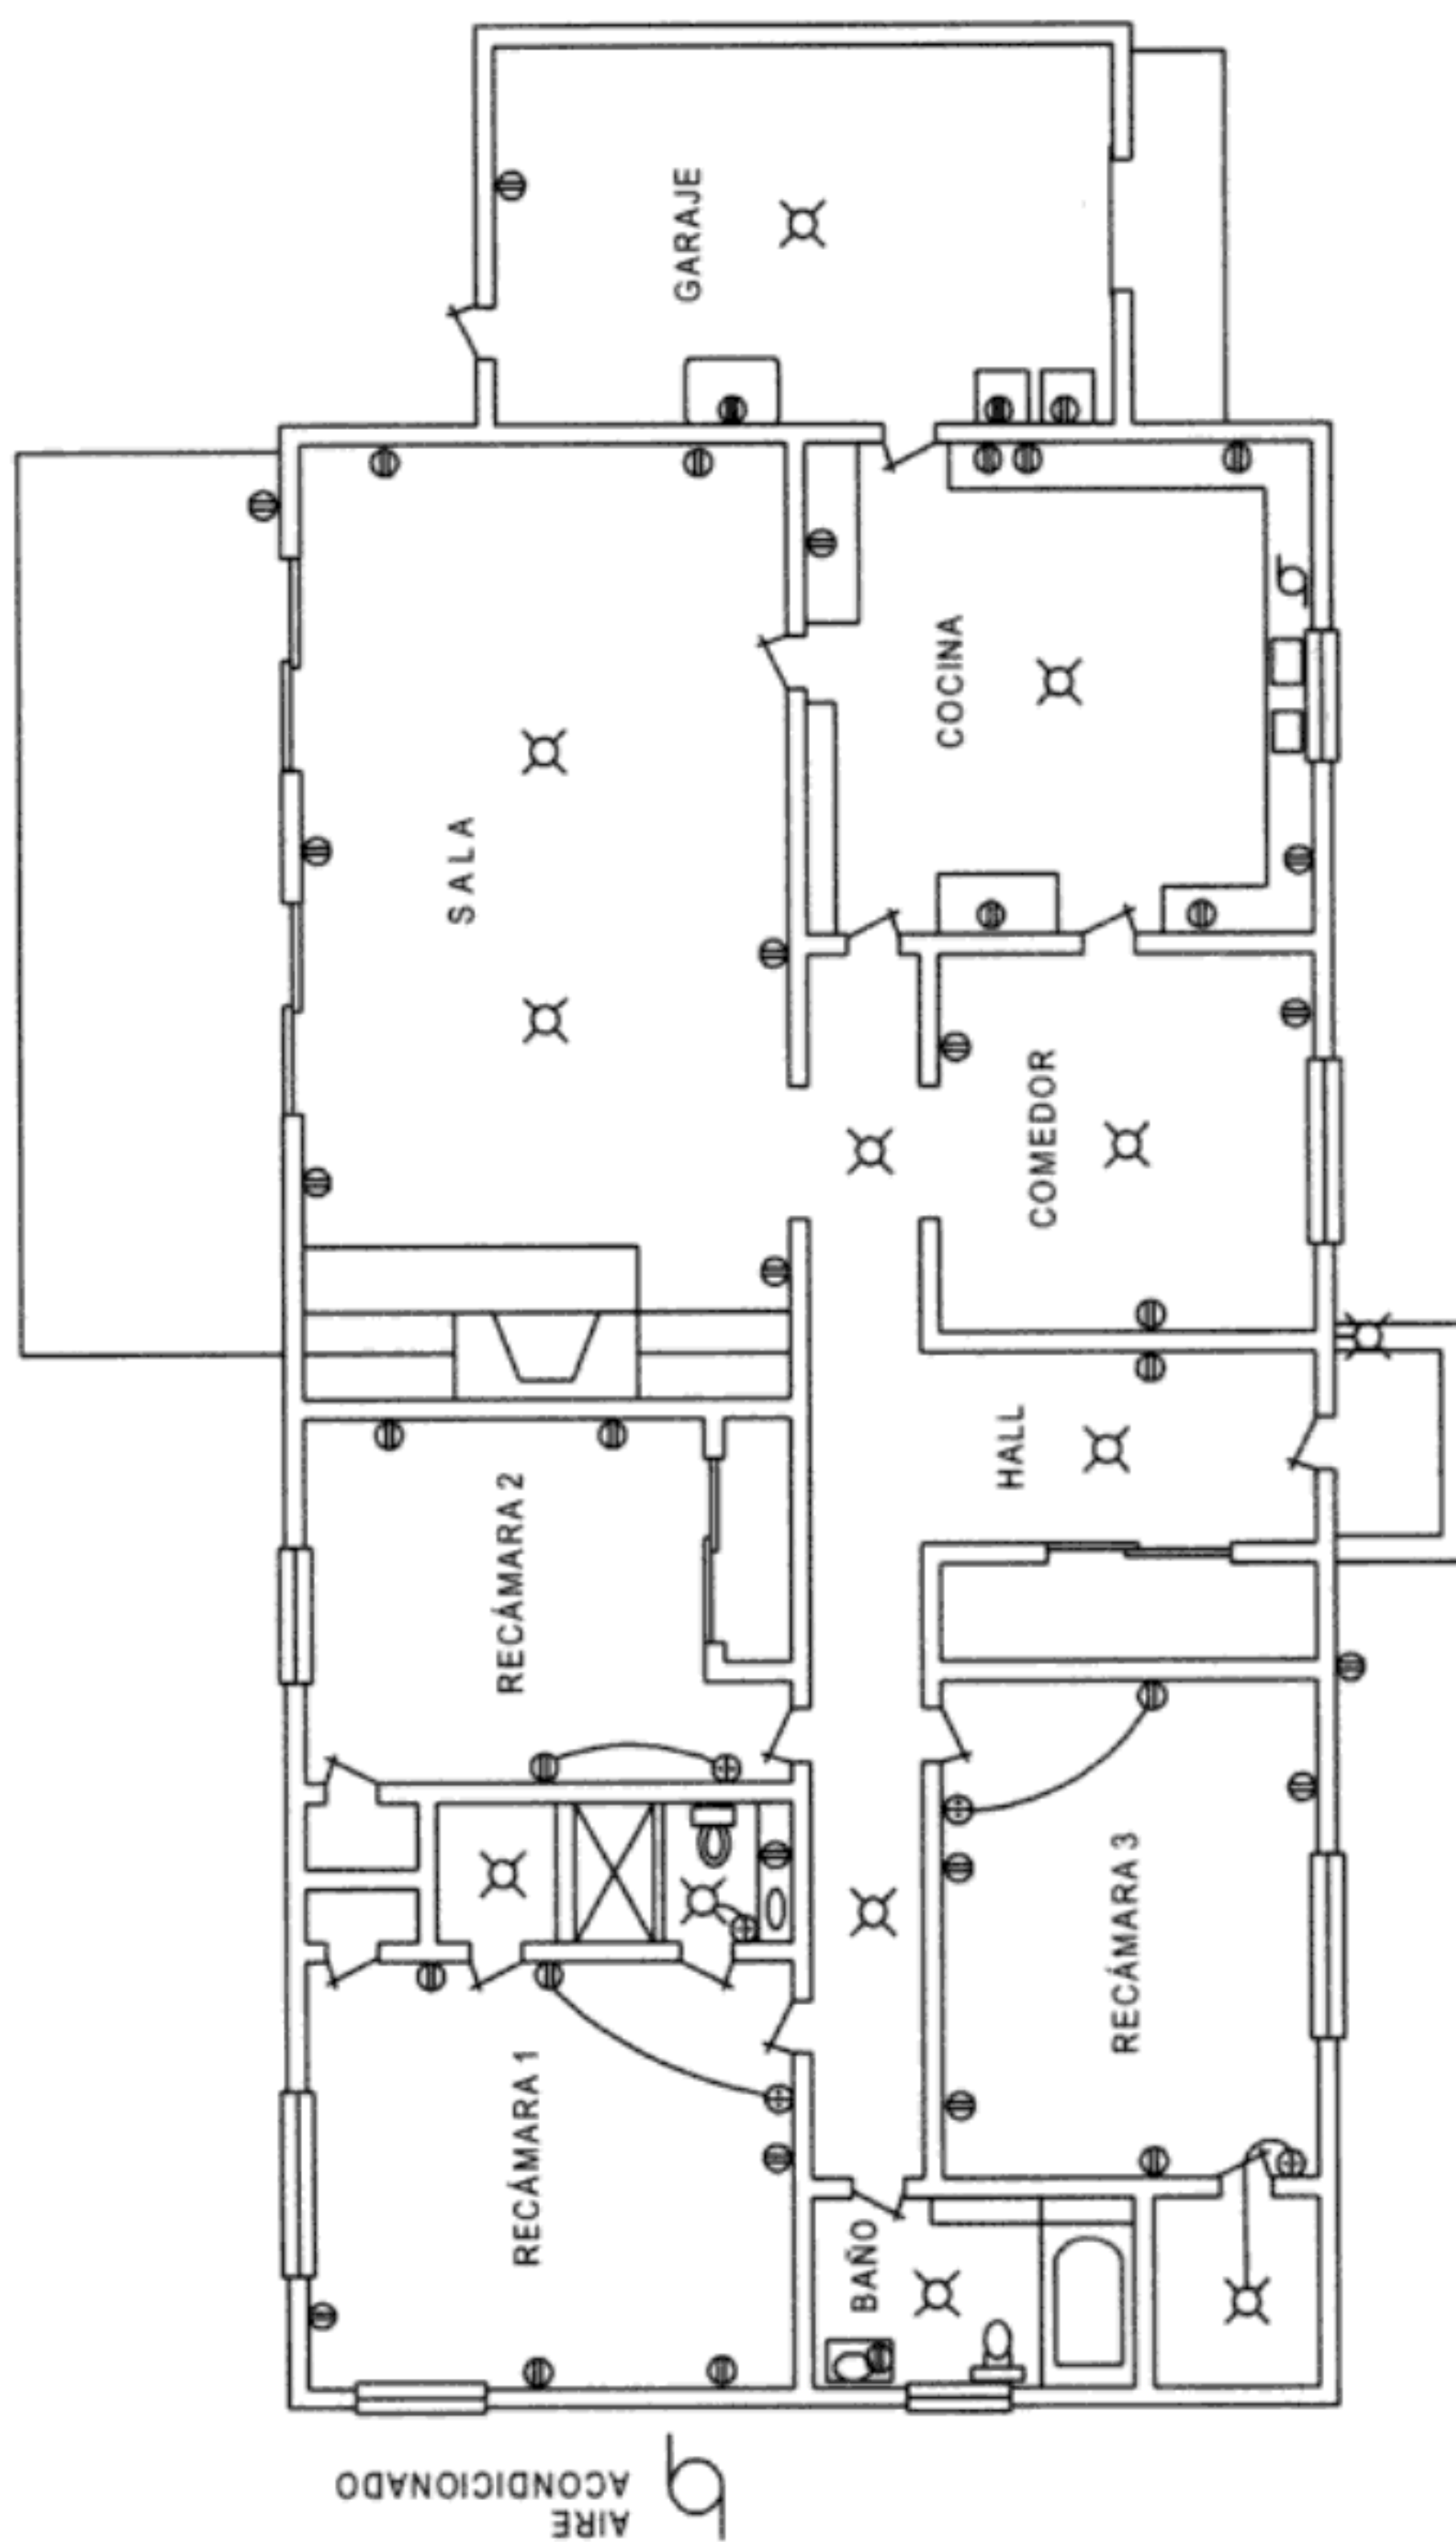 GARAJE
SALA
COCINA
COMEDOR
HALL
RECÁMARA 2
RECÁMARA 3
RECÁMARA 1
BAÑO
AIRE
ACONDICIONADO